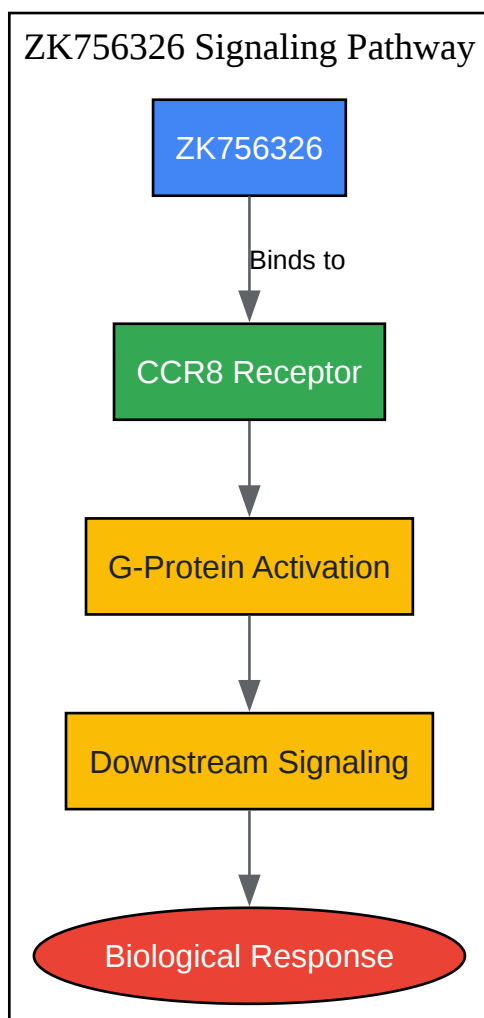 ZK756326 Signaling Pathway
ZK756326
Binds to
CCR8 Receptor
G-Protein Activation
Downstream Signaling
Biological Response